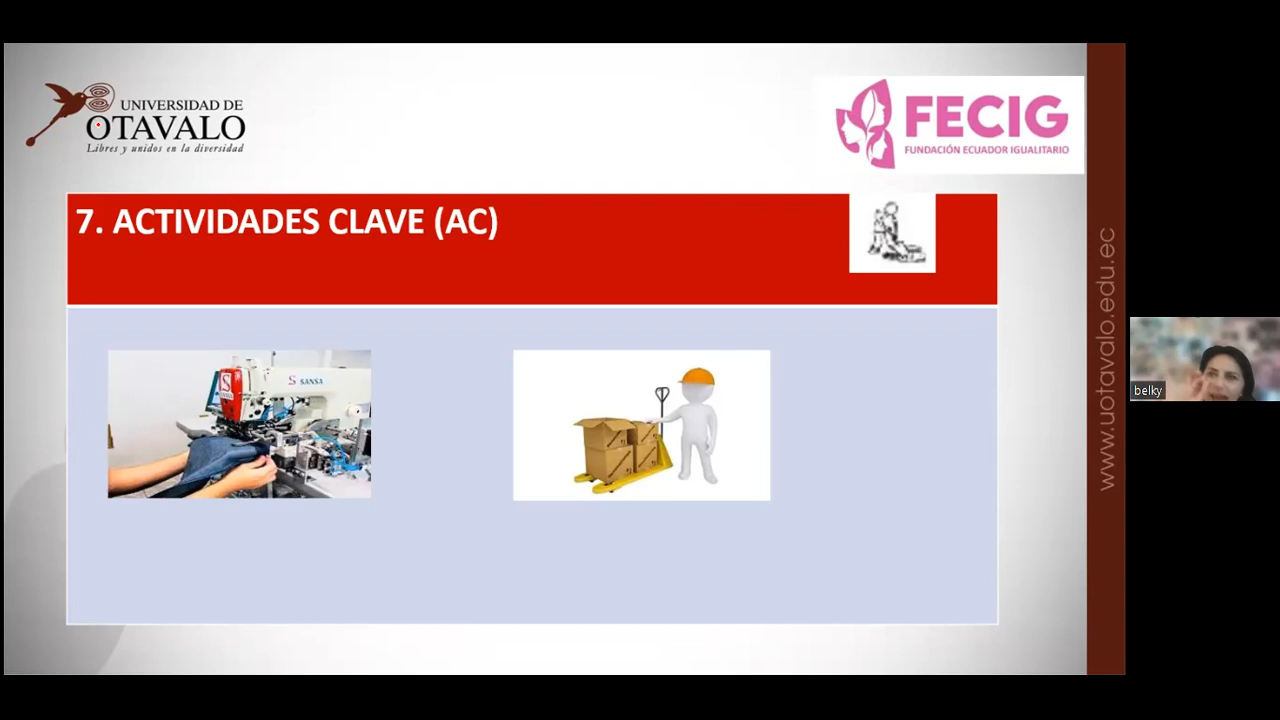 UNIVERSIDAD DE
OTAVALO
Libres y unidos en la diversidad
FECIG
FUNDACIÓN ECUADOR IGUALITARIO
7. ACTIVIDADES CLAVE (AC)
S SANSA
www.uotavalo.edu.ec
belky